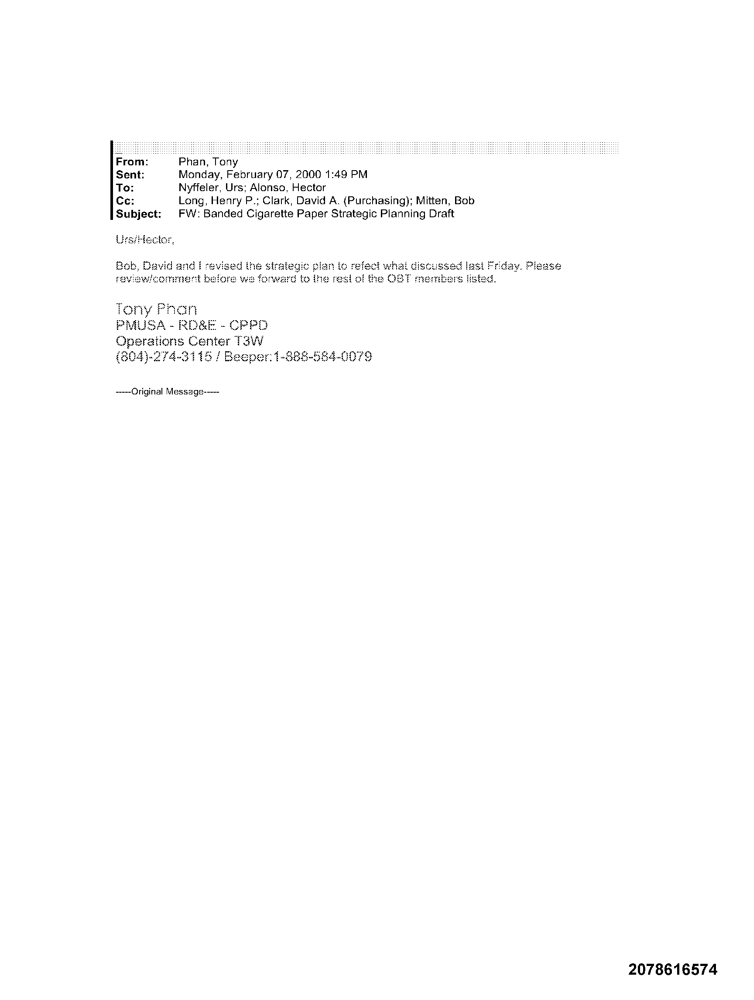 From: Phan, Tony
Sent: Monday, February 07, 2000 1:49 PM
To: Nyffeler, Urs; Alonso, Hector
Cc: Long, Henry P.; Clark, David A. (Purchasing); Mitten, Bob
Subject: FW: Banded Cigarette Paper Strategic Planning Draft
Urs/Hector,
Bob, David and I revised the strategic plan to refect what discussed last Friday. Please
review/comment before we forward to the rest of the OBT members listed.
Tony Phan
PMUSA - RD&E - CPPD
Operations Center T3W
(804)-274-3115 / Beeper:1-888-584-0079
-----Original Message-----
2078616574